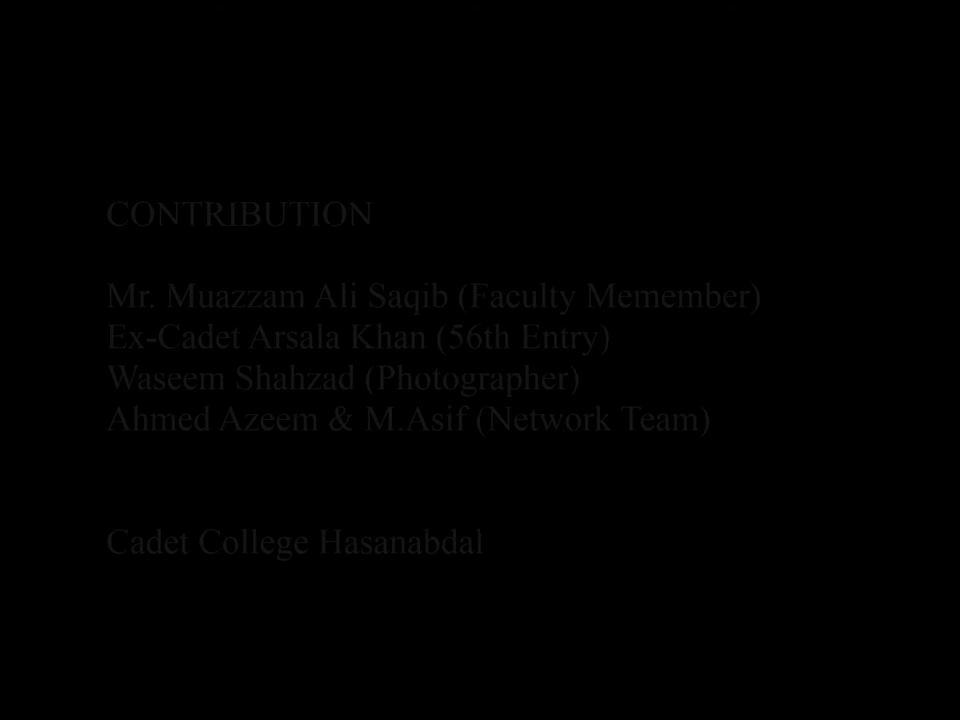 CONTRIBUTION
Mr. Muazzam Ali Saqib (Faculty Memember)
Ex-Cadet Arsala Khan (56th Entry)
Waseem Shahzad (Photographer)
Ahmed Azeem & M.Asif (Network Team)
Cadet College Hasanabdal